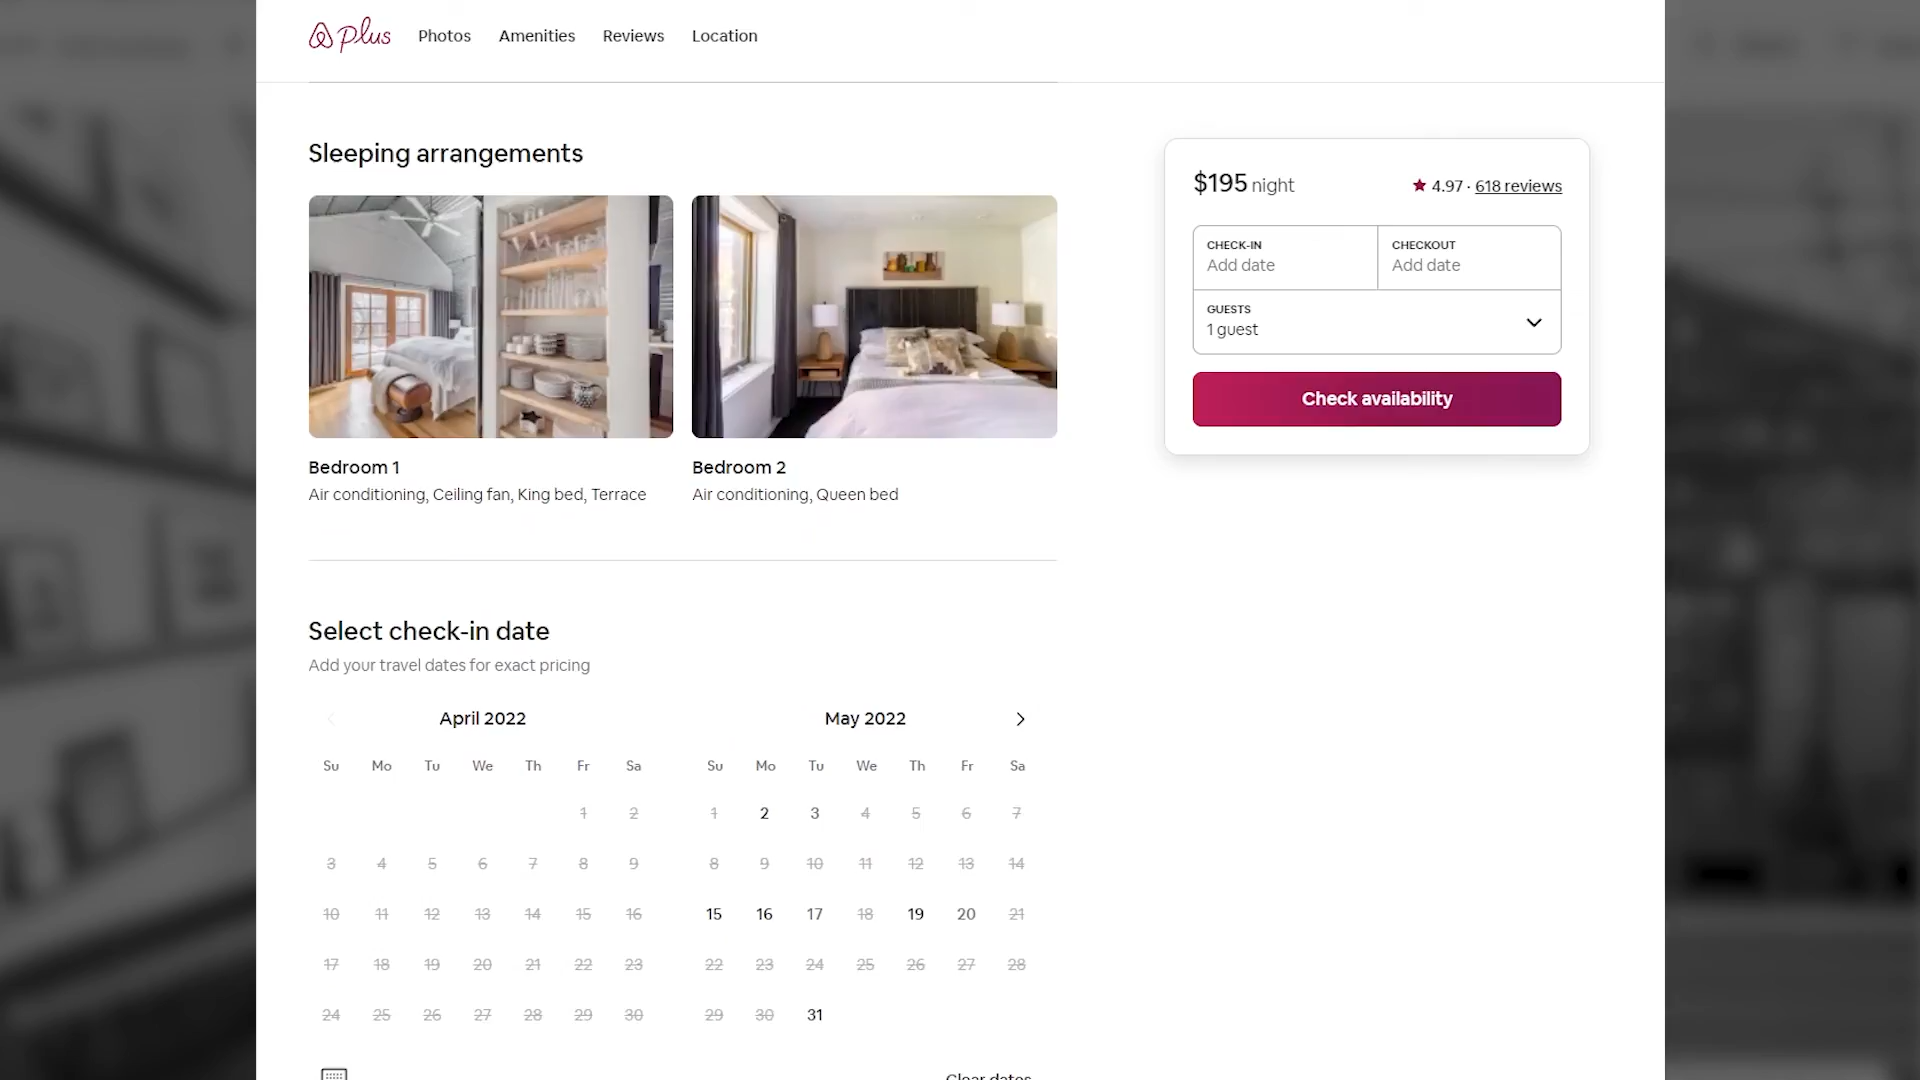 plus Photos Amenities Reviews Location
Sleeping arrangements
Bedroom 1
Air conditioning, Ceiling fan, King bed, Terrace
Bedroom 2
Air conditioning, Queen bed
$195 night
4.97 · 618 reviews
CHECK-IN
Add date
CHECKOUT
Add date
GUESTS
1 guest
Check availability
Select check-in date
Add your travel dates for exact pricing
April 2022
Su Mo Tu We Th Fr Sa
1 2
3 4 5 6 7 8 9
10 11 12 13 14 15 16
17 18 19 20 21 22 23
24 25 26 27 28 29 30
May 2022
Su Mo Tu We Th Fr Sa
1 2 3 4 5 6 7
8 9 10 11 12 13 14
15 16 17 18 19 20 21
22 23 24 25 26 27 28
29 30 31
Clear dates